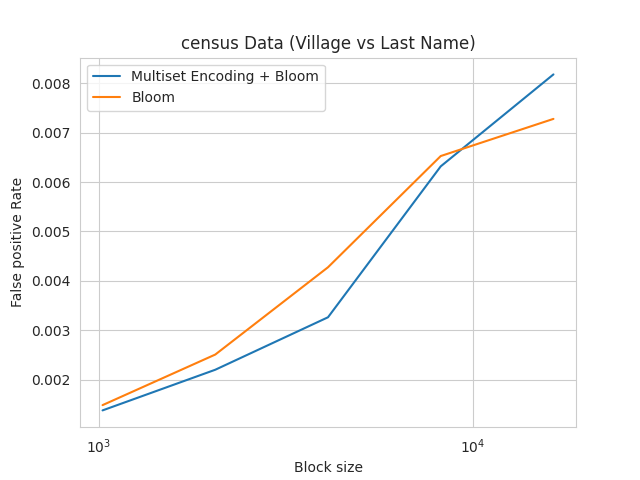 census Data (Village vs Last Name)
Multiset Encoding + Bloom
Bloom
0.008
0.007
0.006
0.005
0.004
0.003
0.002
False positive Rate
10³
10⁴
Block size